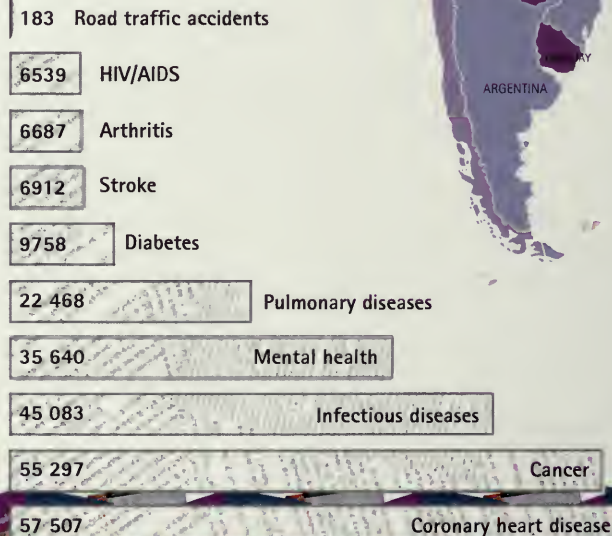 183 Road traffic accidents
6539 HIV/AIDS
ARGENTINA
6687 Arthritis
6912 Stroke
9758 Diabetes
22 468 Pulmonary diseases
35 640 Mental health
45 083 Infectious diseases
55 297 Cancer
57 507 Coronary heart disease